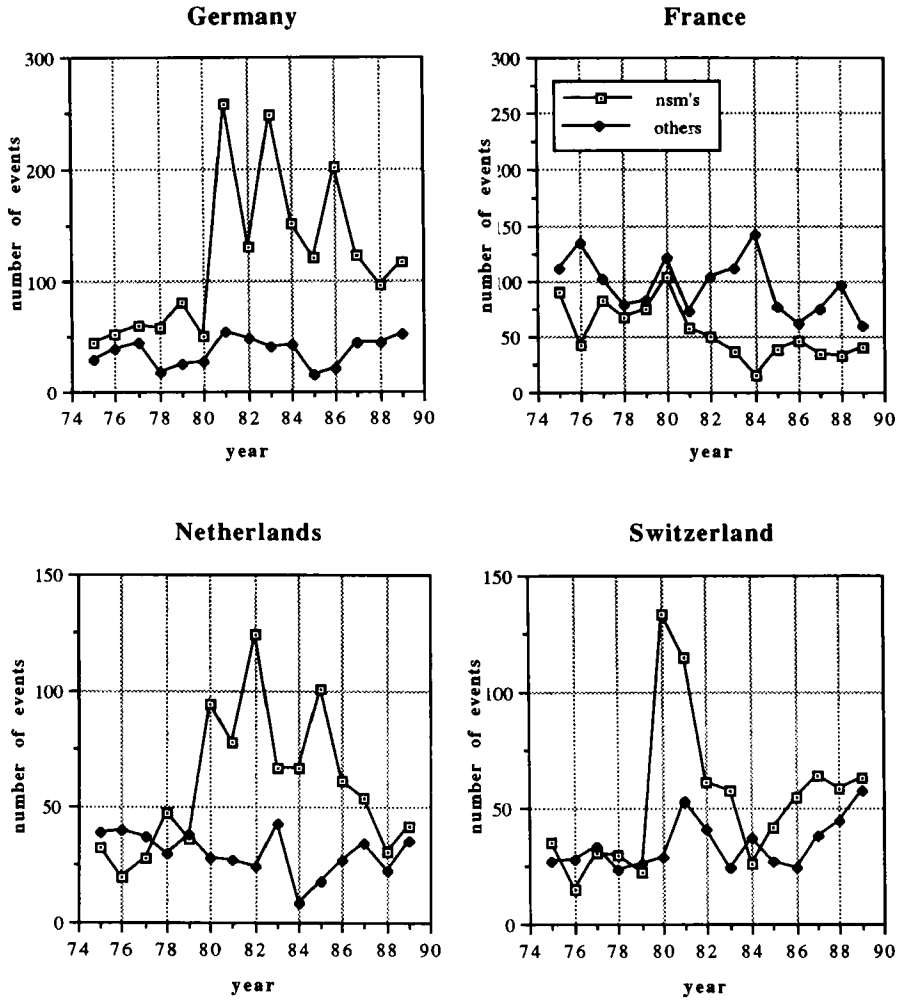 Germany
300
200
100
0
74 76 78 80 82 84 86 88 90
number of events
year
France
300
250
200
150
100
50
0
74 76 78 80 82 84 86 88 90
number of events
year
nsm's
others
Netherlands
150
100
50
0
74 76 78 80 82 84 86 88 90
number of events
year
Switzerland
150
100
50
0
74 76 78 80 82 84 86 88 90
number of events
year